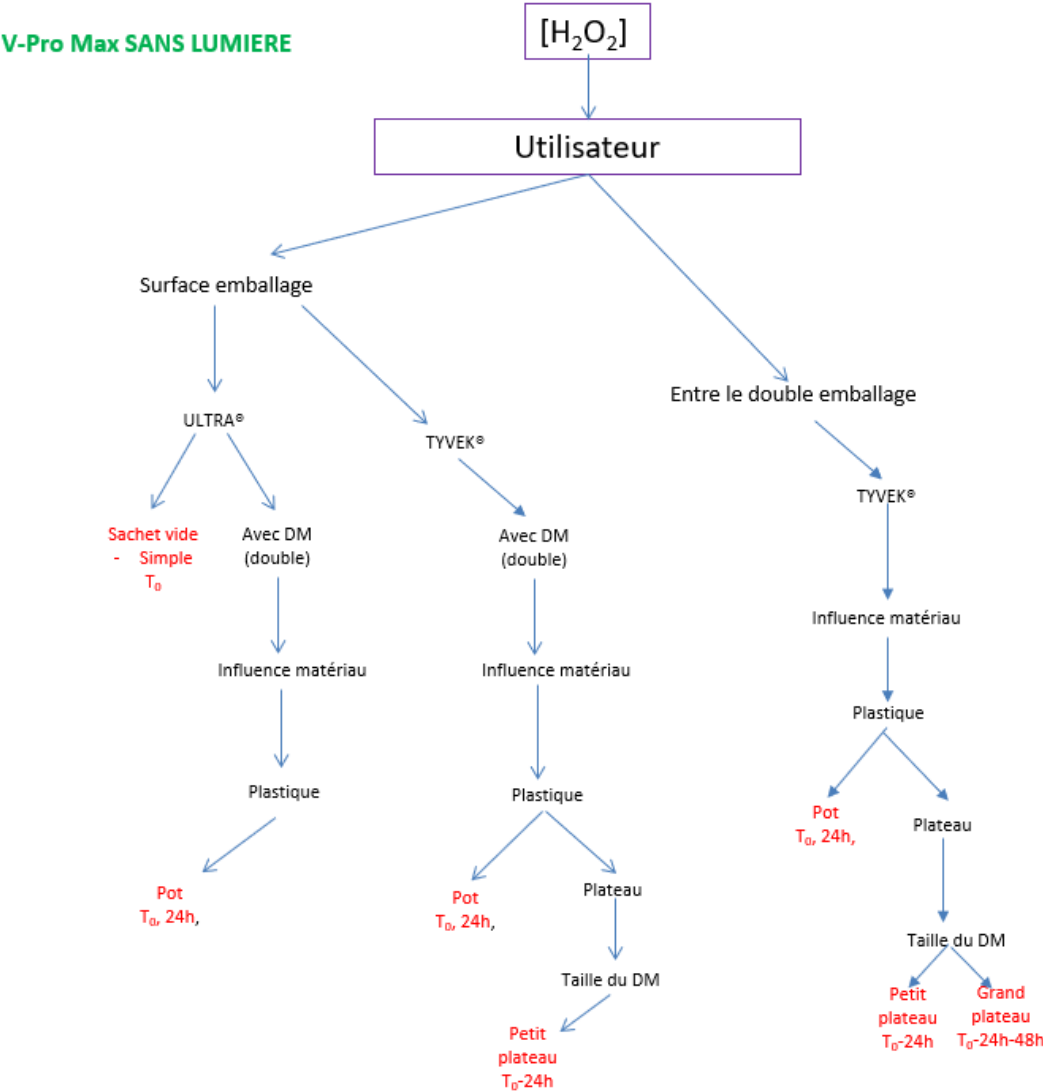 V-Pro Max SANS LUMIERE
[H₂O₂]
Utilisateur
Surface emballage
Entre le double emballage
ULTRA®
TYVEK®
TYVEK®
Sachet vide
- Simple
T₀
Avec DM
(double)
Avec DM
(double)
Influence matériau
Influence matériau
Influence matériau
Plastique
Plastique
Plastique
Pot
T₀, 24h,
Plateau
Pot
T₀, 24h,
Pot
T₀, 24h,
Plateau
Taille du DM
Taille du DM
Petit
plateau
T₀-24h
Grand
plateau
T₀-24h-48h
Petit
plateau
T₀-24h